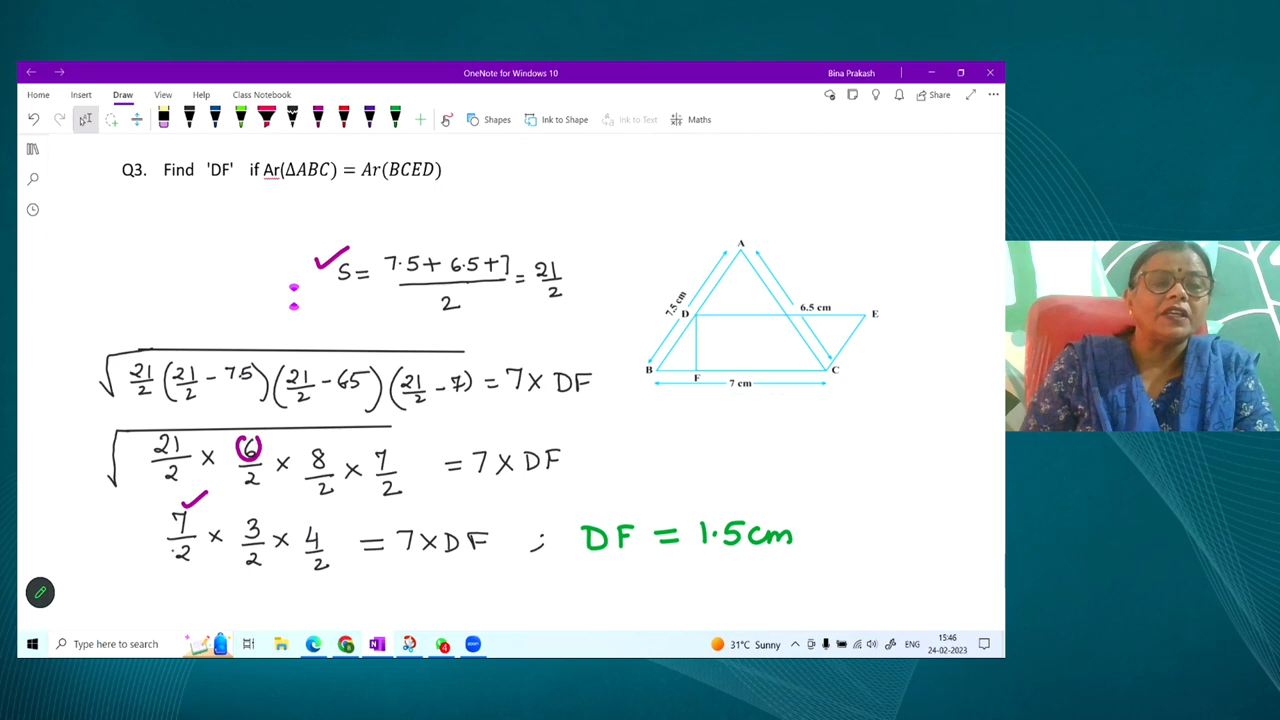 OneNote for Windows 10
Bina Prakash
Home Insert Draw View Help Class Notebook
Share
Shapes Ink to Shape Ink to Text Maths
Q3. Find 'DF' if Ar(ΔABC) = Ar(BCED)
S = 7.5 + 6.5 + 7 / 2 = 21/2
A
7.5 cm
6.5 cm
D
E
B
F
C
7 cm
√ 21/2 (21/2 - 7.5) (21/2 - 65) (21/2 - 7) = 7 × DF
√ 21/2 × 6/2 × 8/2 × 7/2 = 7 × DF
7/2 × 3/2 × 4/2 = 7 × DF ; DF = 1.5cm
Type here to search
4
31°C Sunny
ENG
15:46
24-02-2023